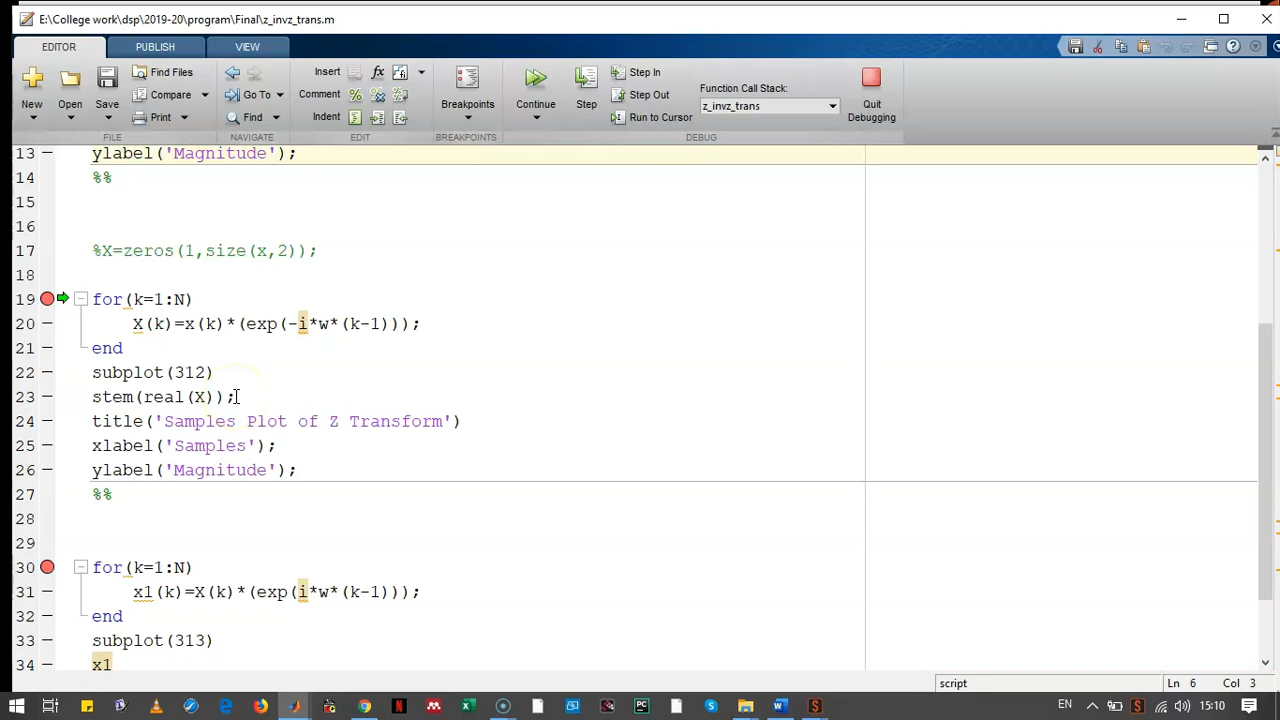 E:\College work\dsp\2019-20\program\Final\z_invz_trans.m
EDITOR PUBLISH VIEW
New Open Save Find Files Compare Print Go To Find Insert fx Comment % Indent Breakpoints Continue Step Step In Step Out Run to Cursor Function Call Stack: z_invz_trans Quit Debugging
FILE NAVIGATE EDIT BREAKPOINTS DEBUG
13 ylabel('Magnitude');
14 %%
15
16
17 %X=zeros(1,size(x,2));
18
19 for(k=1:N)
20 X(k)=x(k)*(exp(-i*w*(k-1)));
21 end
22 subplot(312)
23 stem(real(X));
24 title('Samples Plot of Z Transform')
25 xlabel('Samples');
26 ylabel('Magnitude');
27 %%
28
29
30 for(k=1:N)
31 x1(k)=X(k)*(exp(i*w*(k-1)));
32 end
33 subplot(313)
34 x1
script Ln 6 Col 3
EN 15:10